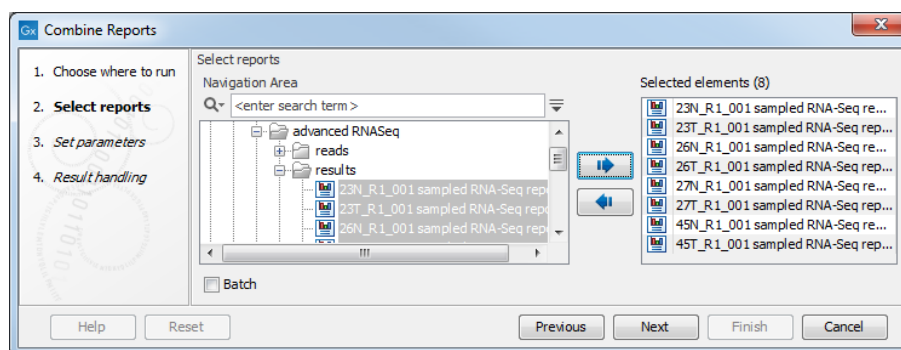 Gx Combine Reports
1. Choose where to run
2. Select reports
3. Set parameters
4. Result handling
Select reports
Navigation Area
<enter search term>
advanced RNASeq
reads
results
23N_R1_001 sampled RNA-Seq repo
23T_R1_001 sampled RNA-Seq repo
26N_R1_001 sampled RNA-Seq repo
Batch
Selected elements (8)
23N_R1_001 sampled RNA-Seq re...
23T_R1_001 sampled RNA-Seq rep...
26N_R1_001 sampled RNA-Seq re...
26T_R1_001 sampled RNA-Seq rep...
27N_R1_001 sampled RNA-Seq re...
27T_R1_001 sampled RNA-Seq rep...
45N_R1_001 sampled RNA-Seq re...
45T_R1_001 sampled RNA-Seq rep...
Help Reset Previous Next Finish Cancel